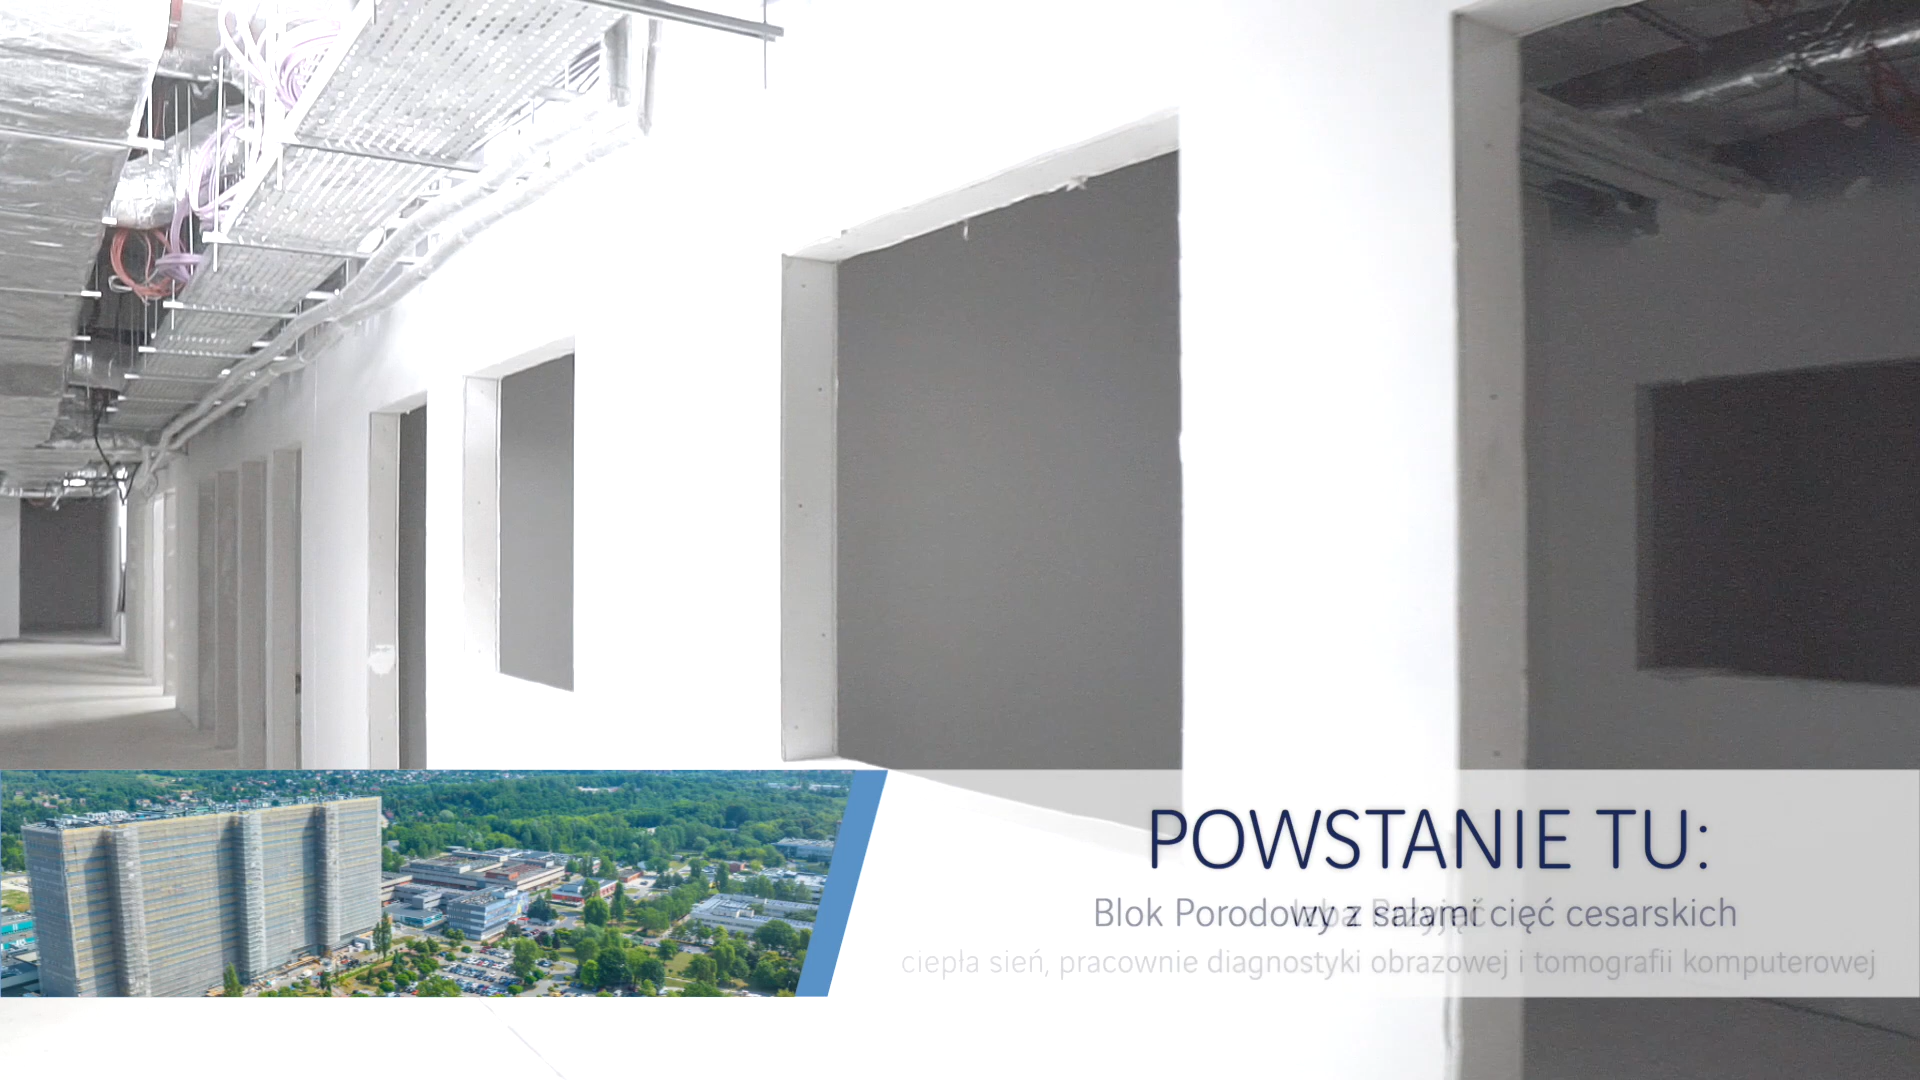 POWSTANIE TU:
Blok Porodowy z salami cięć cesarskich
ciepła sień, pracownie diagnostyki obrazowej i tomografii komputerowej